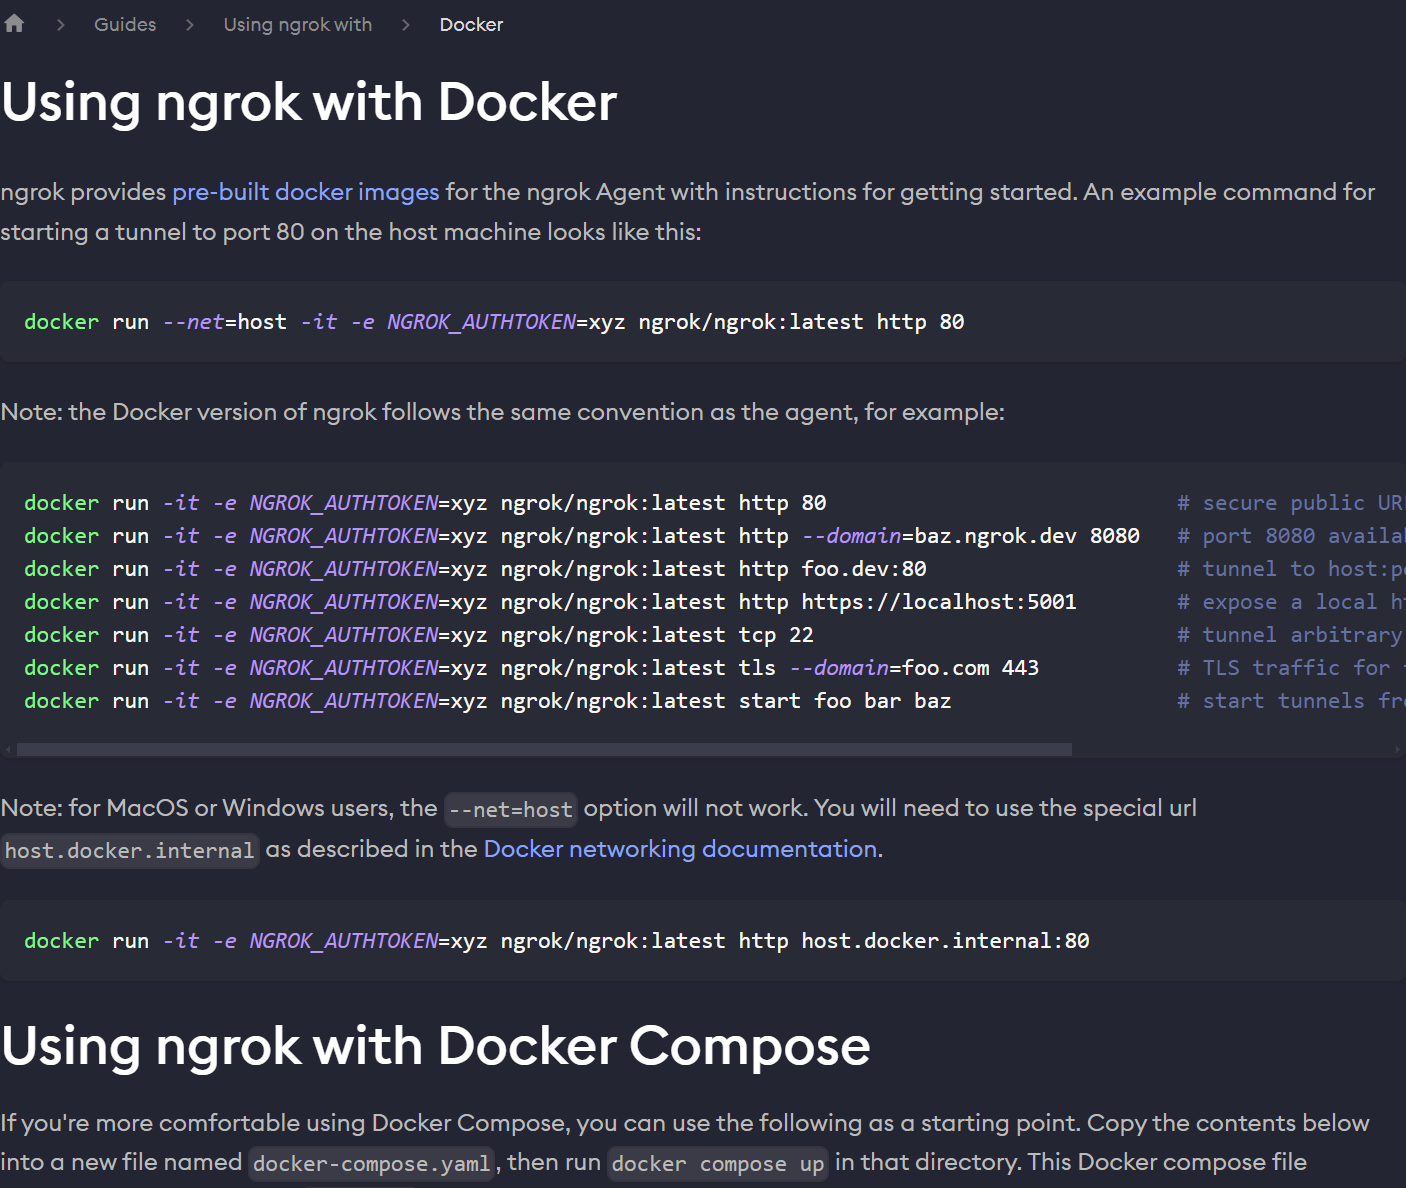 Guides > Using ngrok with > Docker
Using ngrok with Docker
ngrok provides pre-built docker images for the ngrok Agent with instructions for getting started. An example command for
starting a tunnel to port 80 on the host machine looks like this:
docker run --net=host -it -e NGROK_AUTHTOKEN=xyz ngrok/ngrok:latest http 80
Note: the Docker version of ngrok follows the same convention as the agent, for example:
docker run -it -e NGROK_AUTHTOKEN=xyz ngrok/ngrok:latest http 80 # secure public
docker run -it -e NGROK_AUTHTOKEN=xyz ngrok/ngrok:latest http --domain=baz.ngrok.dev 8080 # port 8080
docker run -it -e NGROK_AUTHTOKEN=xyz ngrok/ngrok:latest http foo.dev:80 # tunnel to
docker run -it -e NGROK_AUTHTOKEN=xyz ngrok/ngrok:latest http https://localhost:5001 # expose a local
docker run -it -e NGROK_AUTHTOKEN=xyz ngrok/ngrok:latest tcp 22 # tunnel arbitrary
docker run -it -e NGROK_AUTHTOKEN=xyz ngrok/ngrok:latest tls --domain=foo.com 443 # TLS traffic for
docker run -it -e NGROK_AUTHTOKEN=xyz ngrok/ngrok:latest start foo bar baz # start tunnels
Note: for MacOS or Windows users, the --net=host option will not work. You will need to use the special url
host.docker.internal as described in the Docker networking documentation.
docker run -it -e NGROK_AUTHTOKEN=xyz ngrok/ngrok:latest http host.docker.internal:80
Using ngrok with Docker Compose
If you're more comfortable using Docker Compose, you can use the following as a starting point. Copy the contents below
into a new file named docker-compose.yaml, then run docker compose up in that directory. This Docker compose file